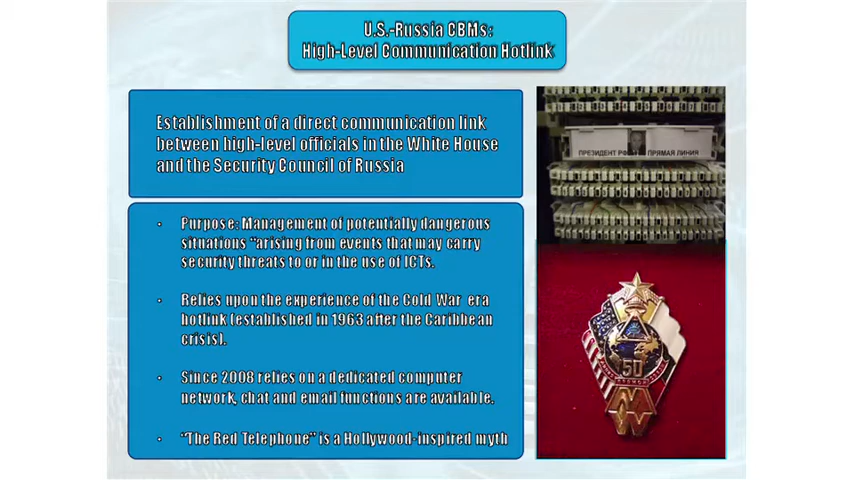 U.S.-Russia CBMs:
High-Level Communication Hotlink
Establishment of a direct communication link
between high-level officials in the White House
and the Security Council of Russia
• Purpose: Management of potentially dangerous
situations "arising from events that may carry
security threats to or in the use of ICTs.
• Relies upon the experience of the Cold War era
hotlink (established in 1963 after the Caribbean
crisis).
• Since 2008 relies on a dedicated computer
network, chat and email functions are available.
• "The Red Telephone" is a Hollywood-inspired myth
ПРЕЗИДЕНТ РФ ПРЯМАЯ ЛИНИЯ
50